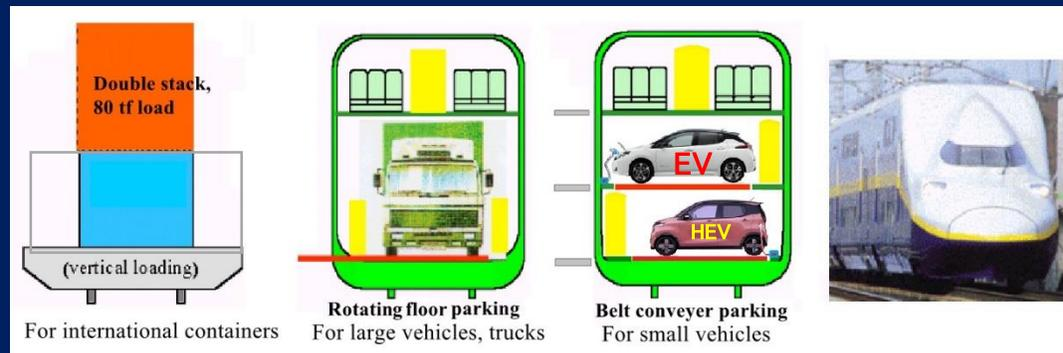 Double stack,
80 tf load
(vertical loading)
For international containers
Rotating floor parking
For large vehicles, trucks
EV
HEV
Belt conveyer parking
For small vehicles